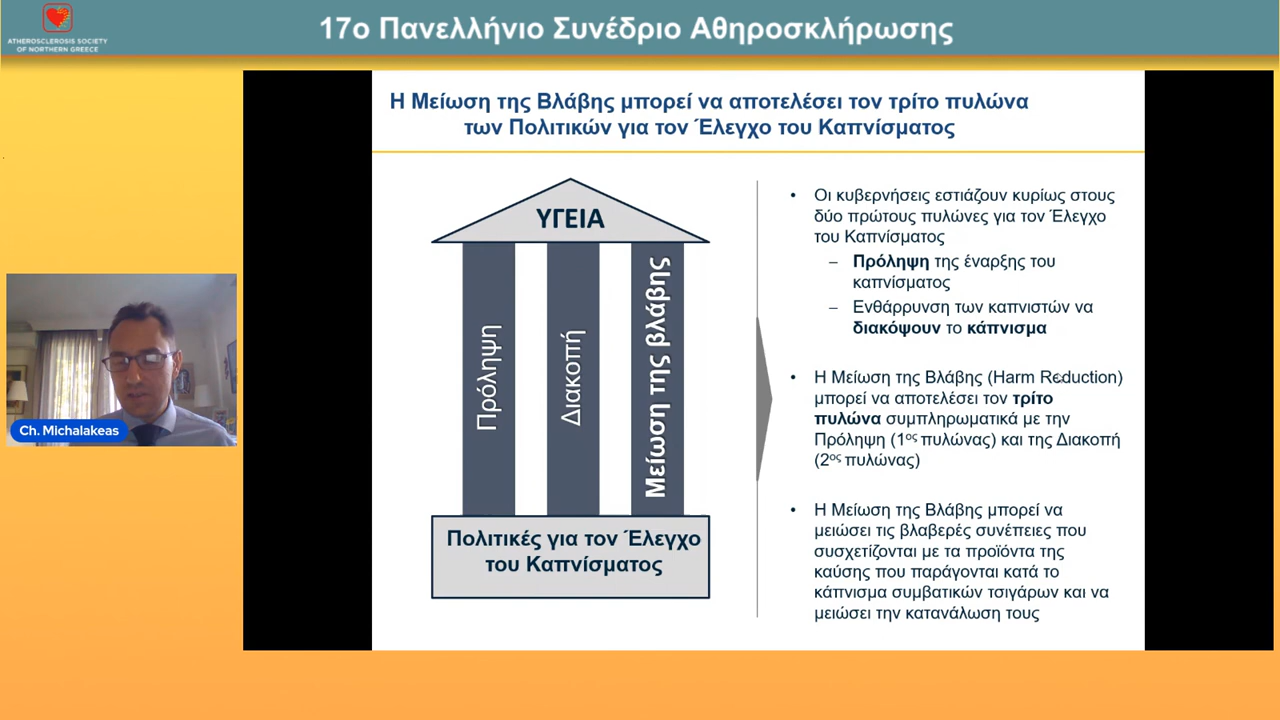 ATHEROSCLEROSIS SOCIETY
OF NORTHERN GREECE
17ο Πανελλήνιο Συνέδριο Αθηροσκλήρωσης
Η Μείωση της Βλάβης μπορεί να αποτελέσει τον τρίτο πυλώνα
των Πολιτικών για τον Έλεγχο του Καπνίσματος
ΥΓΕΙΑ
Πρόληψη
Διακοπή
Μείωση της βλάβης
Πολιτικές για τον Έλεγχο
του Καπνίσματος
• Οι κυβερνήσεις εστιάζουν κυρίως στους
δύο πρώτους πυλώνες για τον Έλεγχο
του Καπνίσματος
– Πρόληψη της έναρξης του
καπνίσματος
– Ενθάρρυνση των καπνιστών να
διακόψουν το κάπνισμα
• Η Μείωση της Βλάβης (Harm Reduction)
μπορεί να αποτελέσει τον τρίτο
πυλώνα συμπληρωματικά με την
Πρόληψη (1ος πυλώνας) και της Διακοπή
(2ος πυλώνας)
• Η Μείωση της Βλάβης μπορεί να
μειώσει τις βλαβερές συνέπειες που
συσχετίζονται με τα προϊόντα της
καύσης που παράγονται κατά το
κάπνισμα συμβατικών τσιγάρων και να
μειώσει την κατανάλωση τους
Ch. Michalakeas